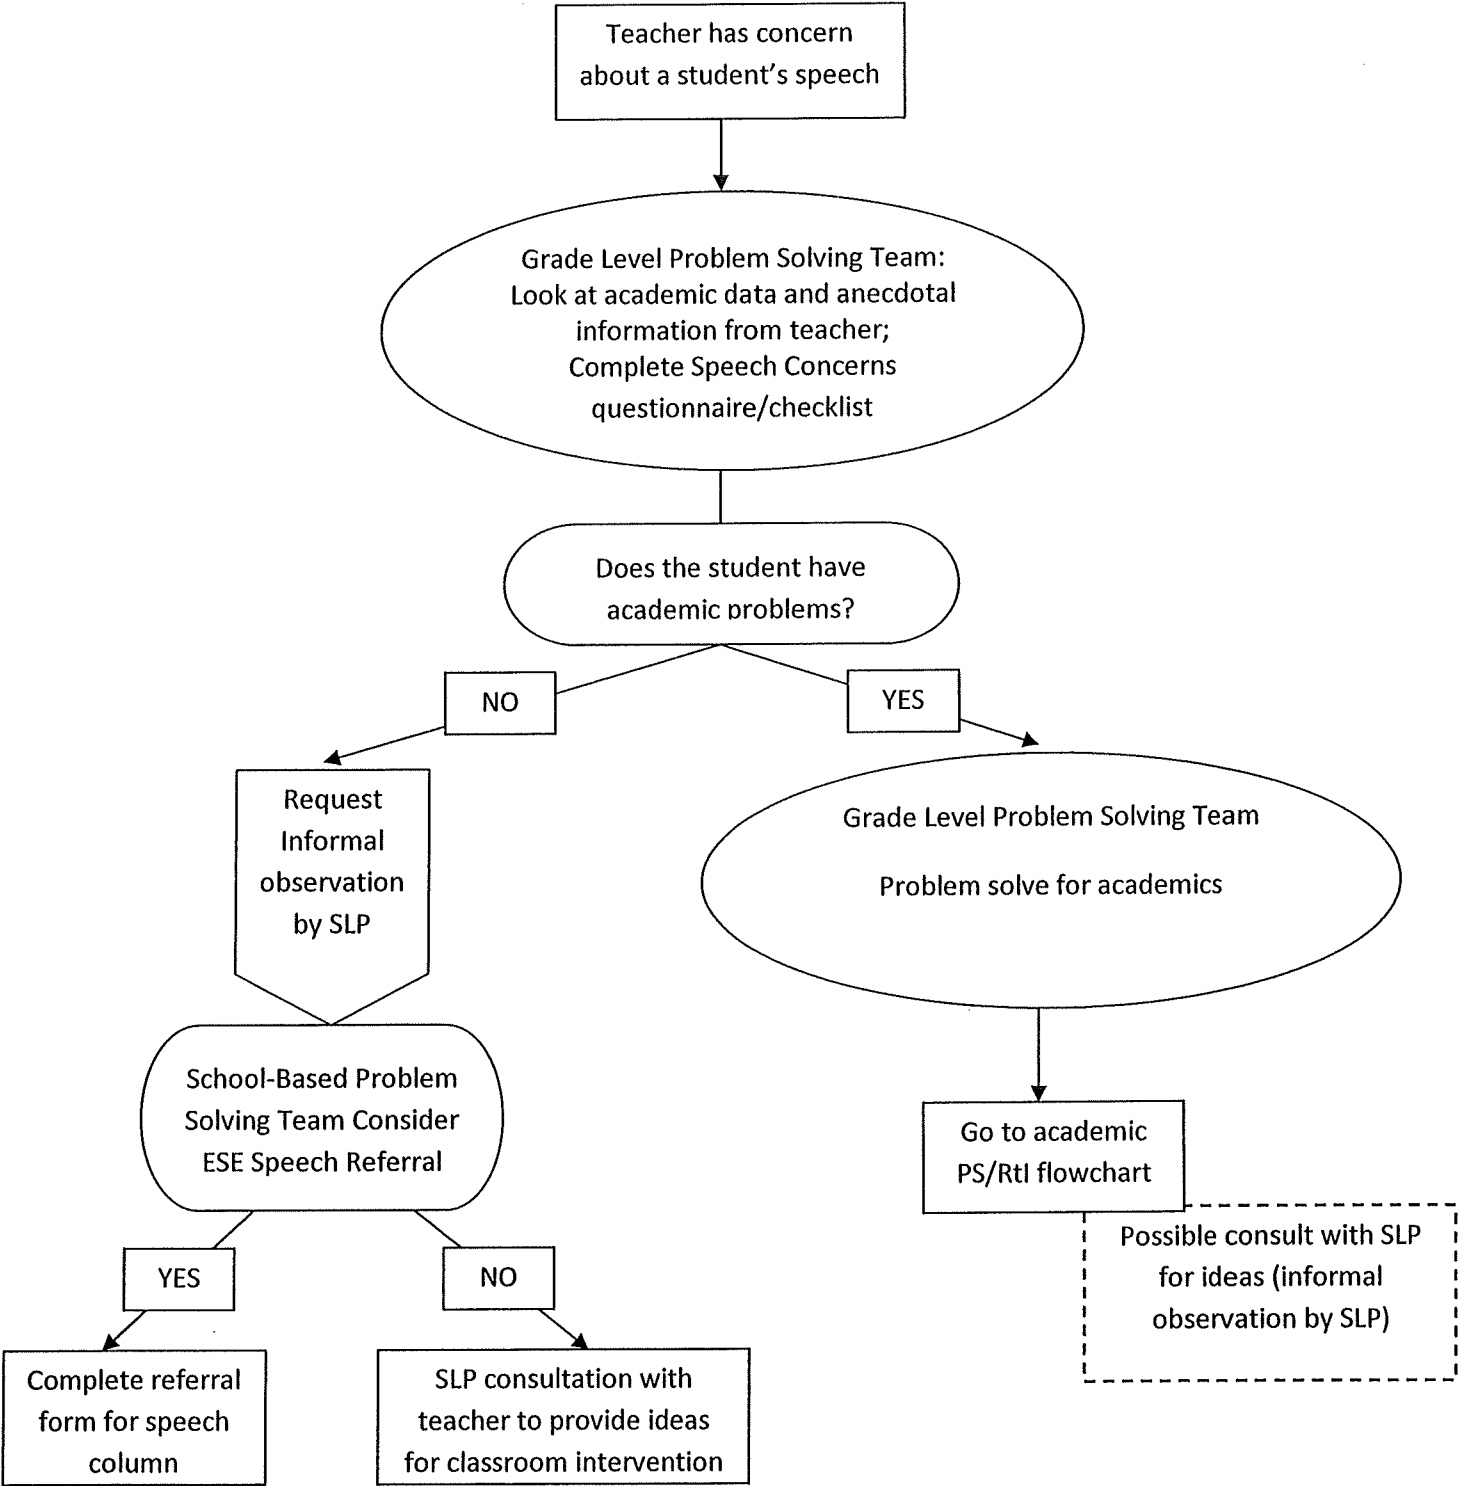 Teacher has concern
about a student's speech
Grade Level Problem Solving Team:
Look at academic data and anecdotal
information from teacher;
Complete Speech Concerns
questionnaire/checklist
Does the student have
academic problems?
NO
YES
Request
Informal
observation
by SLP
Grade Level Problem Solving Team
Problem solve for academics
School-Based Problem
Solving Team Consider
ESE Speech Referral
Go to academic
PS/RtI flowchart
Possible consult with SLP
for ideas (informal
observation by SLP)
YES
NO
Complete referral
form for speech
column
SLP consultation with
teacher to provide ideas
for classroom intervention